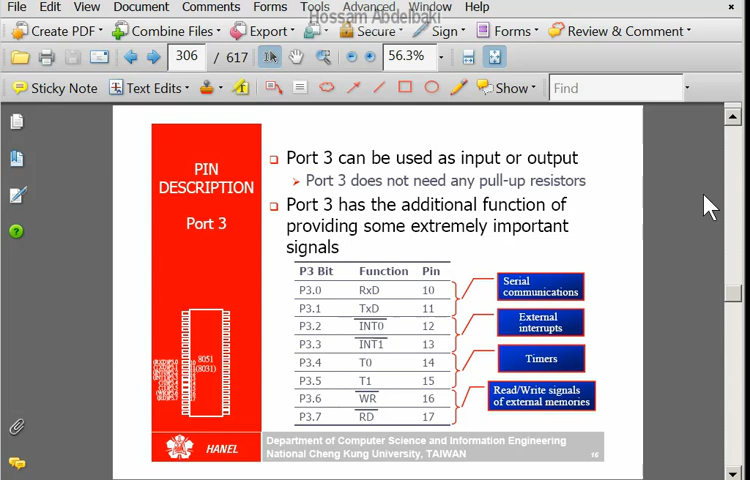 Hossam Abdelbaki
File Edit View Document Comments Forms Tools Advanced Window Help
Create PDF Combine Files Export Secure Sign Forms Review & Comment
306 / 617 56.3%
Sticky Note Text Edits Show Find
PIN
DESCRIPTION
Port 3
Port 3 can be used as input or output
Port 3 does not need any pull-up resistors
Port 3 has the additional function of
providing some extremely important
signals
P3 Bit Function Pin
P3.0 RxD 10
P3.1 TxD 11
P3.2 INT0 12
P3.3 INT1 13
P3.4 T0 14
P3.5 T1 15
P3.6 WR 16
P3.7 RD 17
Serial
communications
External
interrupts
Timers
Read/Write signals
of external memories
8051
(8031)
HANEL
Department of Computer Science and Information Engineering
National Cheng Kung University, TAIWAN
16